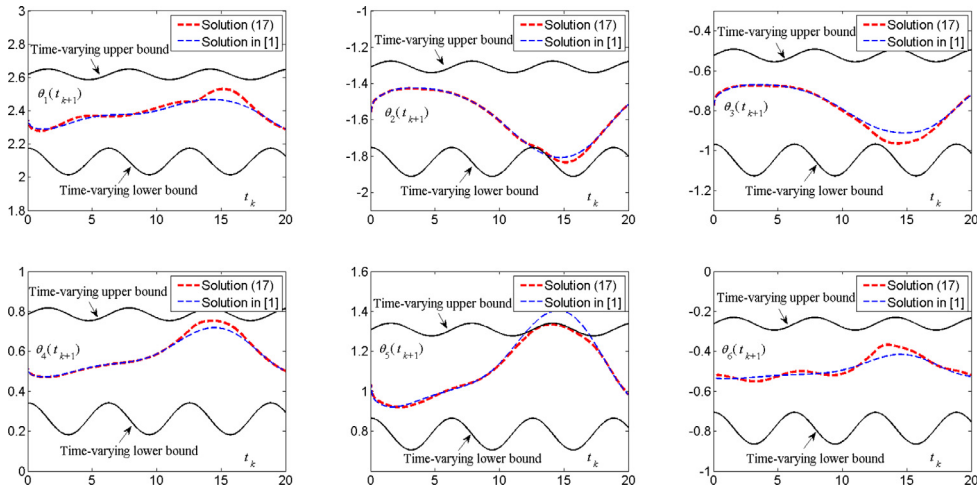 3
2.8
2.6
2.4
2.2
2
1.8
0 5 10 15 20
Solution (17)
Solution in [1]
Time-varying upper bound
θ1(tk+1)
Time-varying lower bound
tk
-1
-1.2
-1.4
-1.6
-1.8
-2
0 5 10 15 20
Solution (17)
Solution in [1]
Time-varying upper bound
θ2(tk+1)
Time-varying lower bound
tk
-0.4
-0.6
-0.8
-1
-1.2
0 5 10 15 20
Solution (17)
Solution in [1]
Time-varying upper bound
θ3(tk+1)
Time-varying lower bound
tk
1
0.8
0.6
0.4
0.2
0
0 5 10 15 20
Solution (17)
Solution in [1]
Time-varying upper bound
θ4(tk+1)
Time-varying lower bound
tk
1.6
1.4
1.2
1
0.8
0 5 10 15 20
Solution (17)
Solution in [1]
Time-varying upper bound
θ5(tk+1)
Time-varying lower bound
tk
0
-0.2
-0.4
-0.6
-0.8
-1
0 5 10 15 20
Solution (17)
Solution in [1]
Time-varying upper bound
θ6(tk+1)
Time-varying lower bound
tk